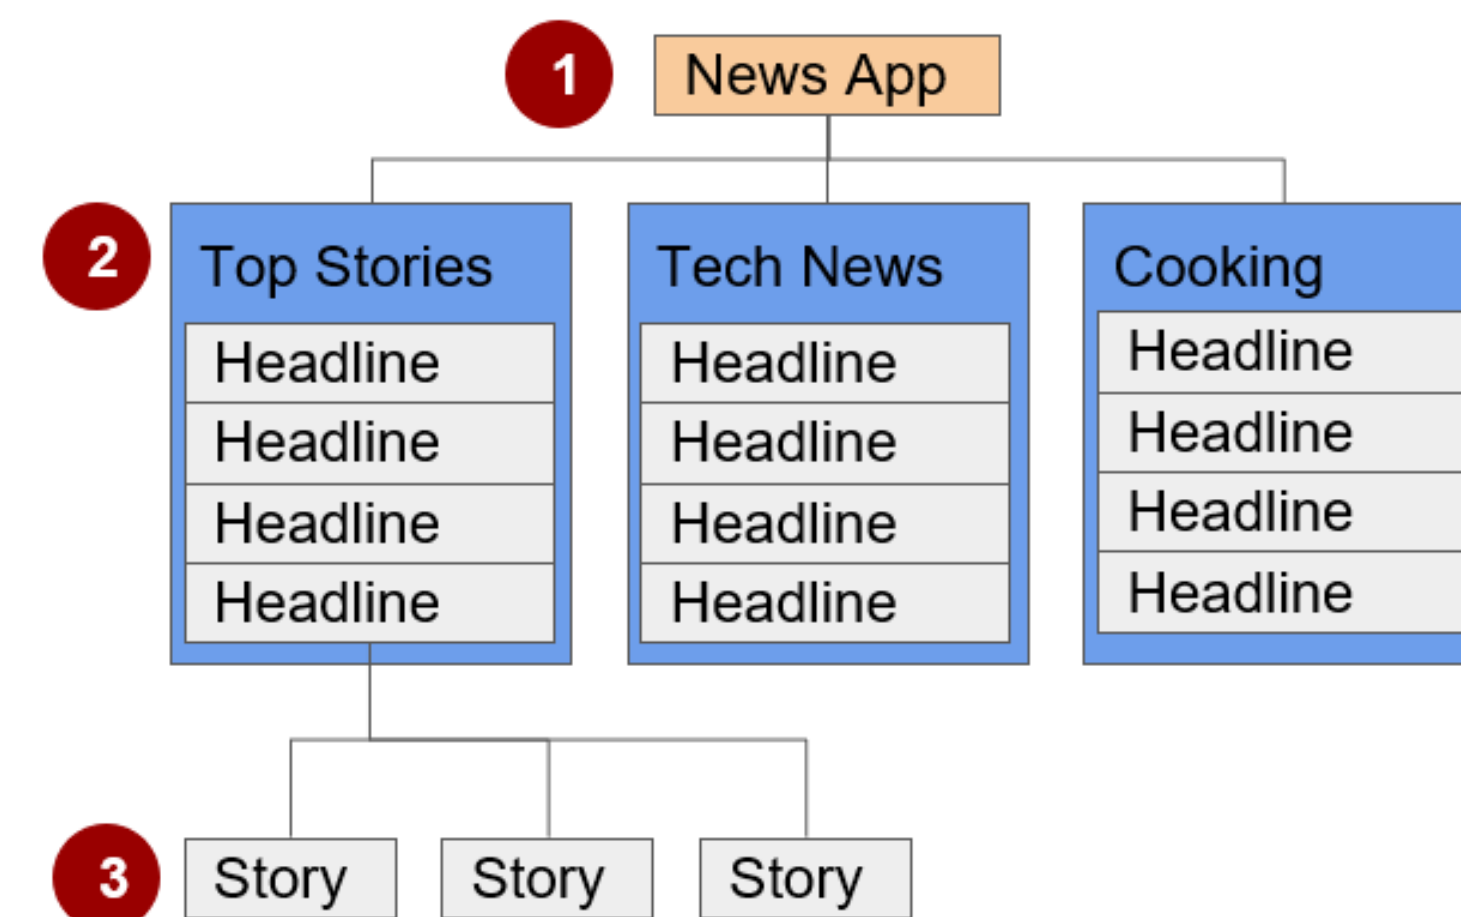 1
News App
2
Top Stories
Headline
Headline
Headline
Headline
Tech News
Headline
Headline
Headline
Headline
Cooking
Headline
Headline
Headline
Headline
3
Story
Story
Story